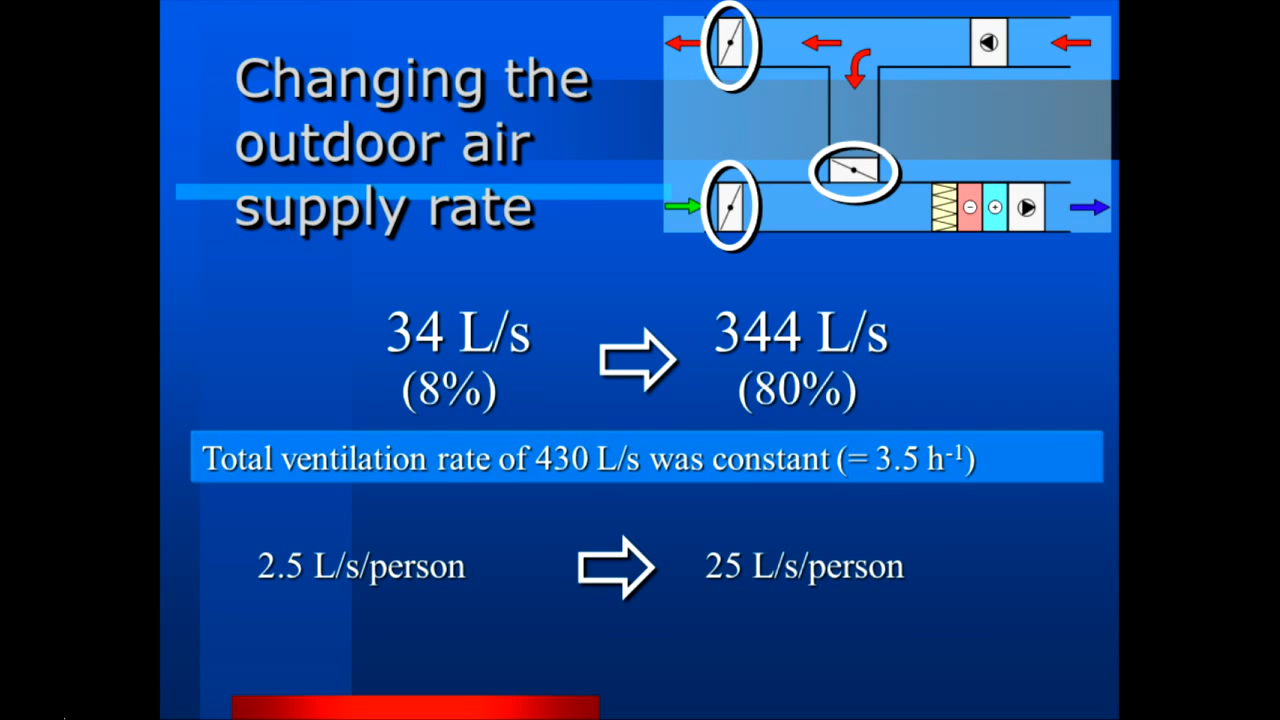 Changing the
outdoor air
supply rate
34 L/s
344 L/s
(8%)
(80%)
Total ventilation rate of 430 L/s was constant (= 3.5 h-1)
2.5 L/s/person
25 L/s/person